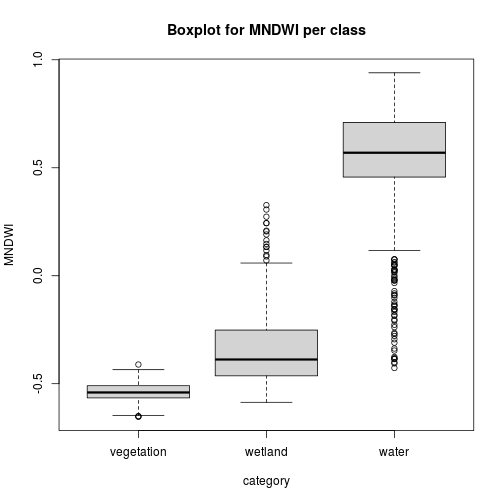 Boxplot for MNDWI per class
1.0
0.5
0.0
-0.5
MNDWI
vegetation wetland water
category